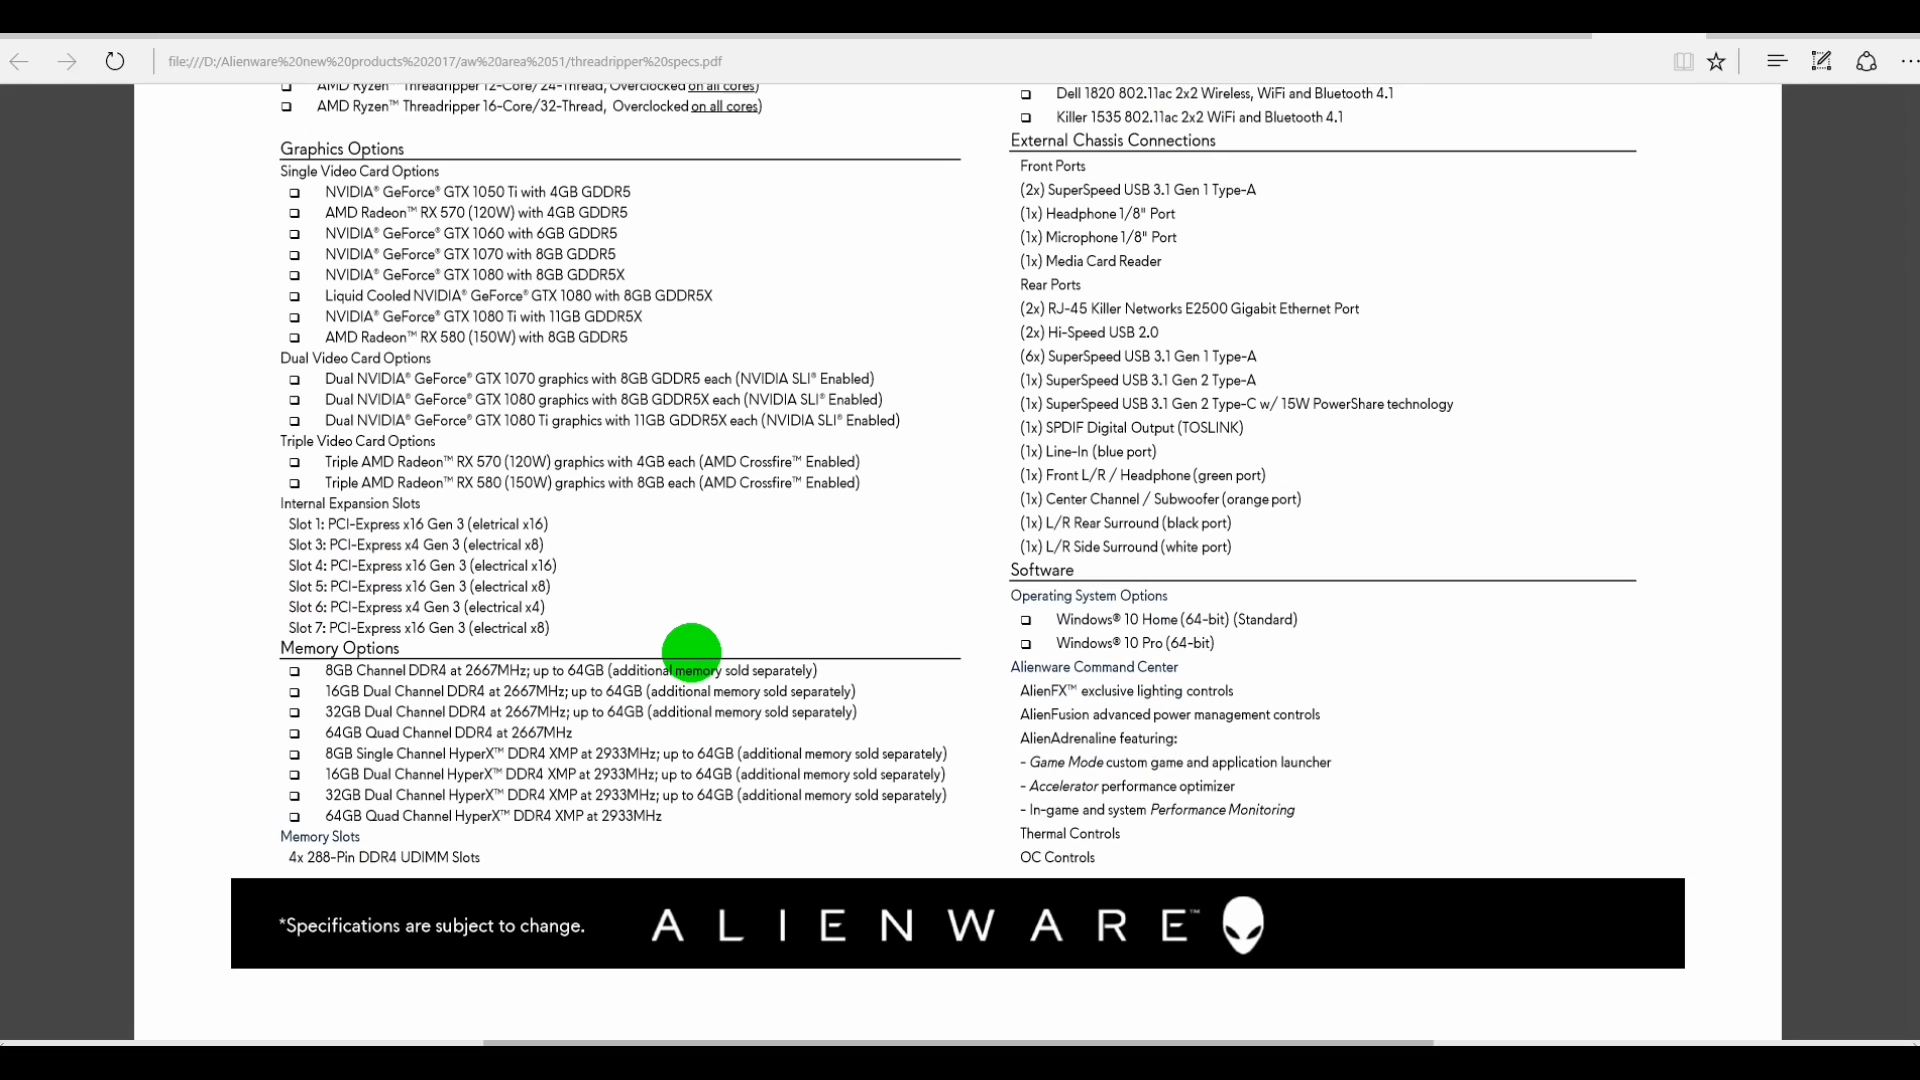 file:///D:/Alienware%20new%20products%202017/aw%20area%2051/threadripper%20specs.pdf
AMD Ryzen™ Threadripper 12-Core/24-Thread, Overclocked on all cores)
AMD Ryzen™ Threadripper 16-Core/32-Thread, Overclocked on all cores)
Graphics Options
Single Video Card Options
NVIDIA® GeForce® GTX 1050 Ti with 4GB GDDR5
AMD Radeon™ RX 570 (120W) with 4GB GDDR5
NVIDIA® GeForce® GTX 1060 with 6GB GDDR5
NVIDIA® GeForce® GTX 1070 with 8GB GDDR5
NVIDIA® GeForce® GTX 1080 with 8GB GDDR5X
Liquid Cooled NVIDIA® GeForce® GTX 1080 with 8GB GDDR5X
NVIDIA® GeForce® GTX 1080 Ti with 11GB GDDR5X
AMD Radeon™ RX 580 (150W) with 8GB GDDR5
Dual Video Card Options
Dual NVIDIA® GeForce® GTX 1070 graphics with 8GB GDDR5 each (NVIDIA SLI® Enabled)
Dual NVIDIA® GeForce® GTX 1080 graphics with 8GB GDDR5X each (NVIDIA SLI® Enabled)
Dual NVIDIA® GeForce® GTX 1080 Ti graphics with 11GB GDDR5X each (NVIDIA SLI® Enabled)
Triple Video Card Options
Triple AMD Radeon™ RX 570 (120W) graphics with 4GB each (AMD Crossfire™ Enabled)
Triple AMD Radeon™ RX 580 (150W) graphics with 8GB each (AMD Crossfire™ Enabled)
Internal Expansion Slots
Slot 1: PCI-Express x16 Gen 3 (eletrical x16)
Slot 3: PCI-Express x4 Gen 3 (electrical x8)
Slot 4: PCI-Express x16 Gen 3 (electrical x16)
Slot 5: PCI-Express x16 Gen 3 (electrical x8)
Slot 6: PCI-Express x4 Gen 3 (electrical x4)
Slot 7: PCI-Express x16 Gen 3 (electrical x8)
Memory Options
8GB Channel DDR4 at 2667MHz; up to 64GB (additional memory sold separately)
16GB Dual Channel DDR4 at 2667MHz; up to 64GB (additional memory sold separately)
32GB Dual Channel DDR4 at 2667MHz; up to 64GB (additional memory sold separately)
64GB Quad Channel DDR4 at 2667MHz
8GB Single Channel HyperX™ DDR4 XMP at 2933MHz; up to 64GB (additional memory sold separately)
16GB Dual Channel HyperX™ DDR4 XMP at 2933MHz; up to 64GB (additional memory sold separately)
32GB Dual Channel HyperX™ DDR4 XMP at 2933MHz; up to 64GB (additional memory sold separately)
64GB Quad Channel HyperX™ DDR4 XMP at 2933MHz
Memory Slots
4x 288-Pin DDR4 UDIMM Slots
Dell 1820 802.11ac 2x2 Wireless, WiFi and Bluetooth 4.1
Killer 1535 802.11ac 2x2 WiFi and Bluetooth 4.1
External Chassis Connections
Front Ports
(2x) SuperSpeed USB 3.1 Gen 1 Type-A
(1x) Headphone 1/8" Port
(1x) Microphone 1/8" Port
(1x) Media Card Reader
Rear Ports
(2x) RJ-45 Killer Networks E2500 Gigabit Ethernet Port
(2x) Hi-Speed USB 2.0
(6x) SuperSpeed USB 3.1 Gen 1 Type-A
(1x) SuperSpeed USB 3.1 Gen 2 Type-A
(1x) SuperSpeed USB 3.1 Gen 2 Type-C w/ 15W PowerShare technology
(1x) SPDIF Digital Output (TOSLINK)
(1x) Line-In (blue port)
(1x) Front L/R / Headphone (green port)
(1x) Center Channel / Subwoofer (orange port)
(1x) L/R Rear Surround (black port)
(1x) L/R Side Surround (white port)
Software
Operating System Options
Windows® 10 Home (64-bit) (Standard)
Windows® 10 Pro (64-bit)
Alienware Command Center
AlienFX™ exclusive lighting controls
AlienFusion advanced power management controls
AlienAdrenaline featuring:
- Game Mode custom game and application launcher
- Accelerator performance optimizer
- In-game and system Performance Monitoring
Thermal Controls
OC Controls
*Specifications are subject to change.
ALIENWARE™